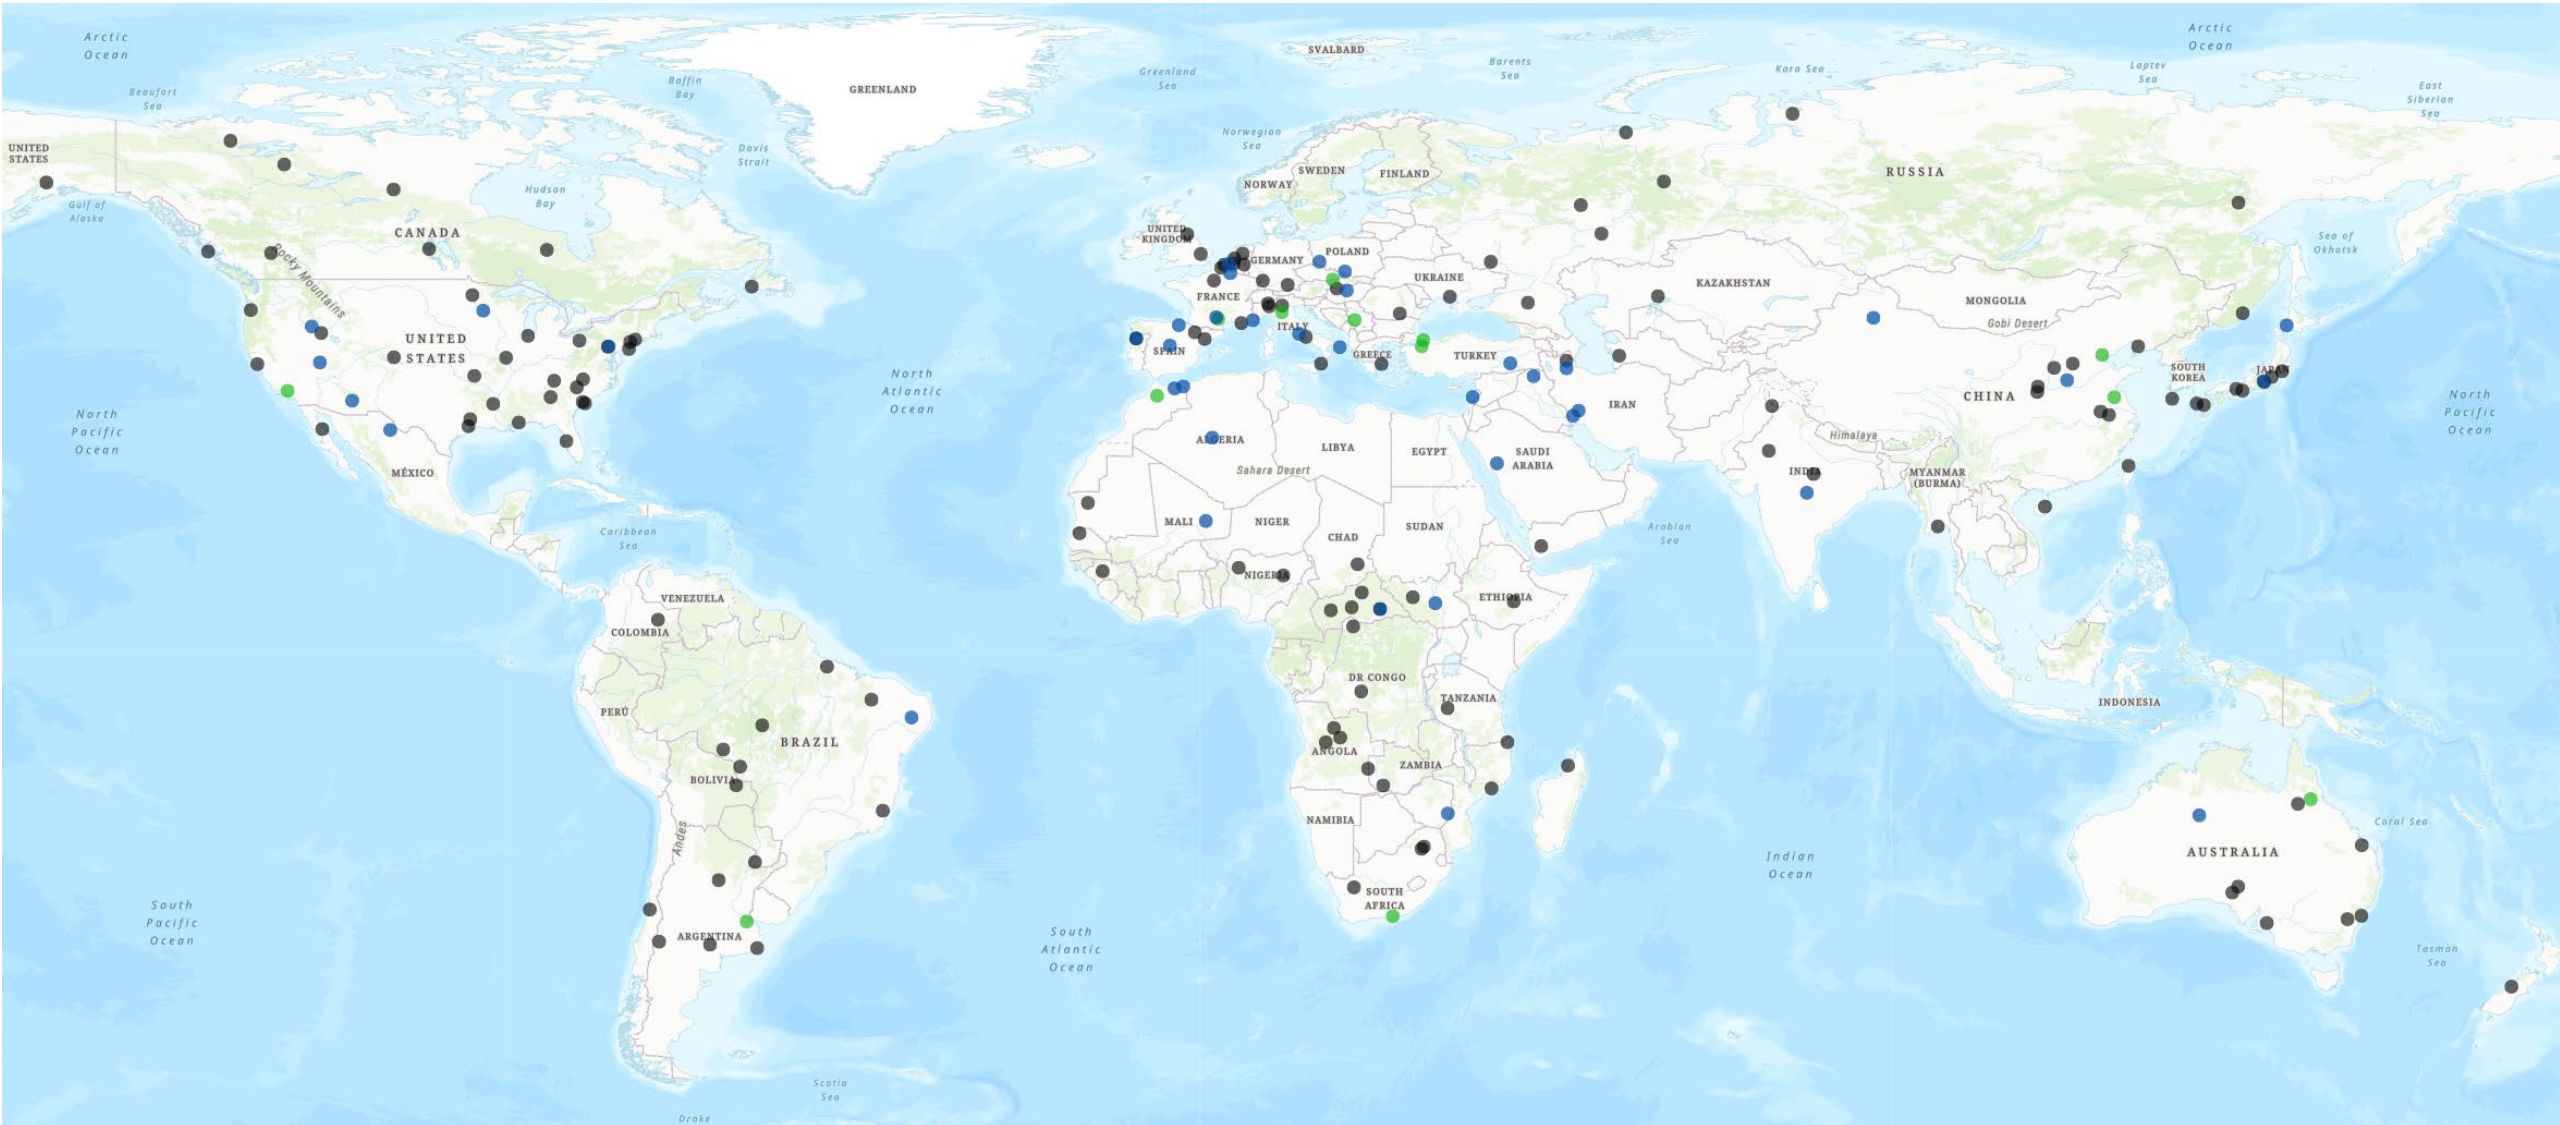 Arctic
Ocean
SVALBARD
Arctic
Ocean
Beaufort
Sea
Baffin
Bay
GREENLAND
Greenland
Sea
Barents
Sea
Kara Sea
Laptev
Sea
East
Siberian
Sea
UNITED
STATES
Davis
Strait
Norwegian
Sea
SWEDEN
FINLAND
NORWAY
RUSSIA
Gulf of
Alaska
Hudson
Bay
CANADA
UNITED
KINGDOM
Sea of
Okhotsk
Rocky Mountains
GERMANY
POLAND
UKRAINE
KAZAKHSTAN
FRANCE
MONGOLIA
Gobi Desert
ITALY
UNITED
STATES
SPAIN
GREECE
TURKEY
SOUTH
KOREA
JAPAN
North
Atlantic
Ocean
CHINA
IRAN
North
Pacific
Ocean
North
Pacific
Ocean
ALGERIA
LIBYA
EGYPT
SAUDI
ARABIA
Himalaya
Sahara Desert
MÉXICO
INDIA
MYANMAR
(BURMA)
MALI
NIGER
SUDAN
Arabian
Sea
Caribbean
Sea
CHAD
NIGERIA
ETHIOPIA
VENEZUELA
COLOMBIA
DR CONGO
TANZANIA
INDONESIA
PERÚ
BRAZIL
ANGOLA
ZAMBIA
BOLIVIA
NAMIBIA
Coral Sea
Andes
AUSTRALIA
Indian
Ocean
SOUTH
AFRICA
South
Pacific
Ocean
ARGENTINA
South
Atlantic
Ocean
Tasman
Sea
Scotia
Sea
Drake